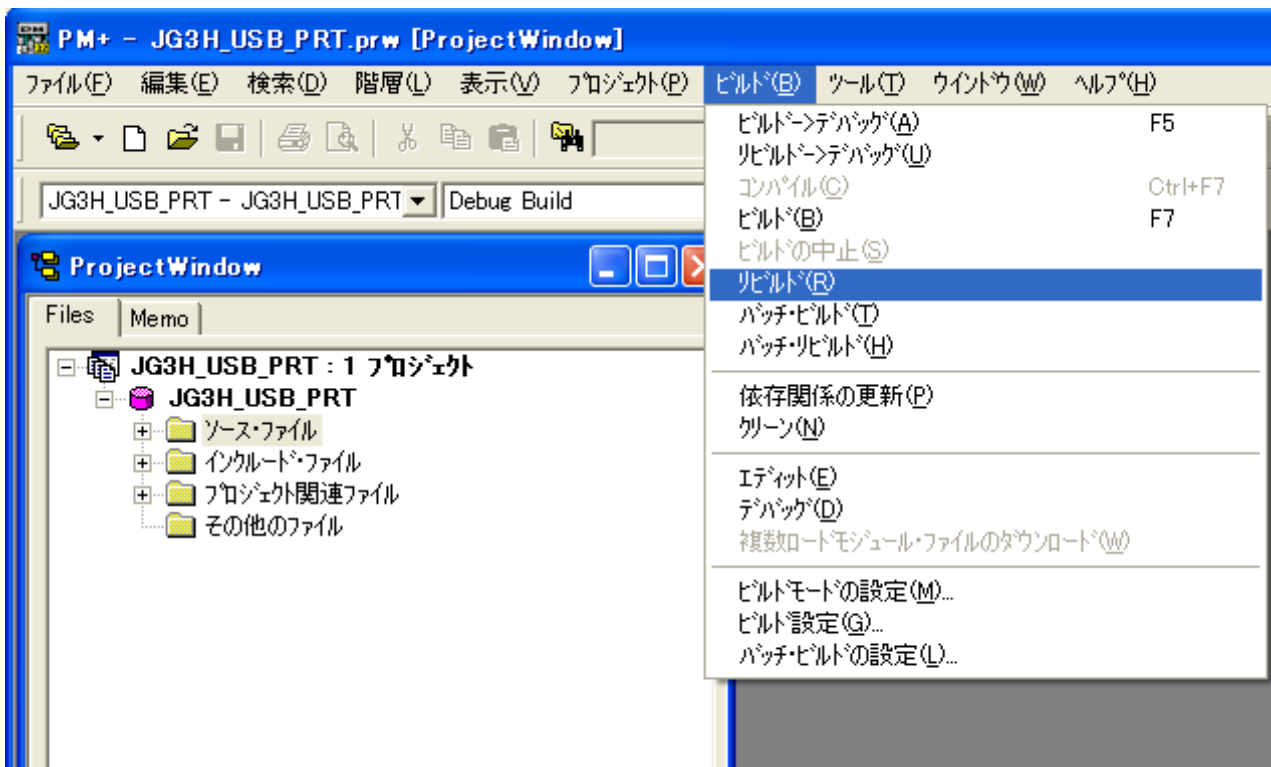 PM+ - JG3H_USB_PRT.prw [ProjectWindow]
ﾌｧｲﾙ(F) 編集(E) 検索(D) 階層(L) 表示(V) ﾌﾟﾛｼﾞｪｸﾄ(P) ﾋﾞﾙﾄﾞ(B) ﾂｰﾙ(T) ｳｲﾝﾄﾞｳ(W) ﾍﾙﾌﾟ(H)
JG3H_USB_PRT - JG3H_USB_PRT Debug Build
ProjectWindow
Files Memo
JG3H_USB_PRT : 1 ﾌﾟﾛｼﾞｪｸﾄ
JG3H_USB_PRT
ｿｰｽ･ﾌｧｲﾙ
ｲﾝｸﾙｰﾄﾞ･ﾌｧｲﾙ
ﾌﾟﾛｼﾞｪｸﾄ関連ﾌｧｲﾙ
その他のﾌｧｲﾙ
ﾋﾞﾙﾄﾞ->ﾃﾞﾊﾞｯｸﾞ(A) F5
ﾘﾋﾞﾙﾄﾞ->ﾃﾞﾊﾞｯｸﾞ(U)
ｺﾝﾊﾟｲﾙ(C) Ctrl+F7
ﾋﾞﾙﾄﾞ(B) F7
ﾋﾞﾙﾄﾞの中止(S)
ﾘﾋﾞﾙﾄﾞ(R)
ﾊﾞｯﾁ･ﾋﾞﾙﾄﾞ(T)
ﾊﾞｯﾁ･ﾘﾋﾞﾙﾄﾞ(H)
依存関係の更新(P)
ｸﾘｰﾝ(N)
ｴﾃﾞｨｯﾄ(E)
ﾃﾞﾊﾞｯｸﾞ(D)
複数ﾛｰﾄﾞﾓｼﾞｭｰﾙ･ﾌｧｲﾙのﾀﾞｳﾝﾛｰﾄﾞ(W)
ﾋﾞﾙﾄﾞﾓｰﾄﾞの設定(M)...
ﾋﾞﾙﾄﾞ設定(G)...
ﾊﾞｯﾁ･ﾋﾞﾙﾄﾞの設定(L)...